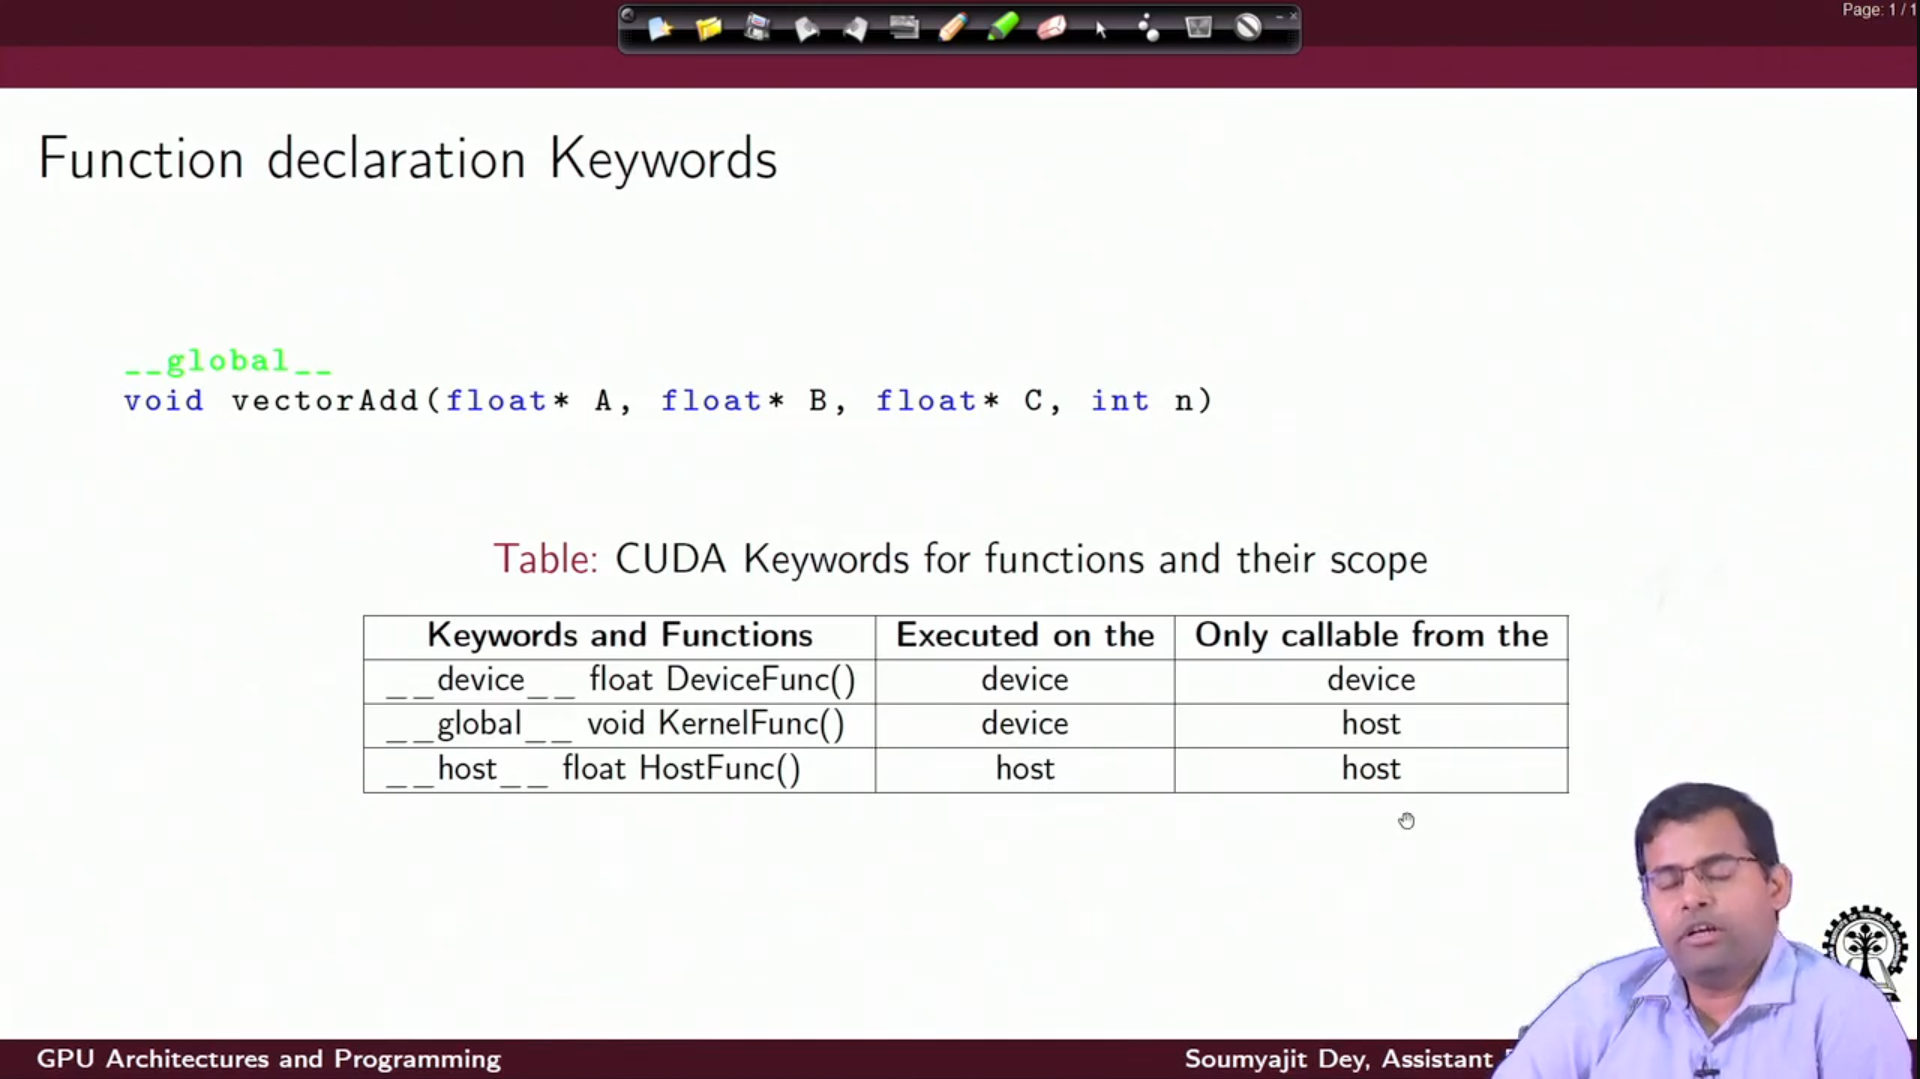 Page: 1 / 1
Function declaration Keywords
__global__
void vectorAdd(float* A, float* B, float* C, int n)
Table: CUDA Keywords for functions and their scope
Keywords and Functions Executed on the Only callable from the
__device__ float DeviceFunc() device device
__global__ void KernelFunc() device host
__host__ float HostFunc() host host
GPU Architectures and Programming Soumyajit Dey, Assistant